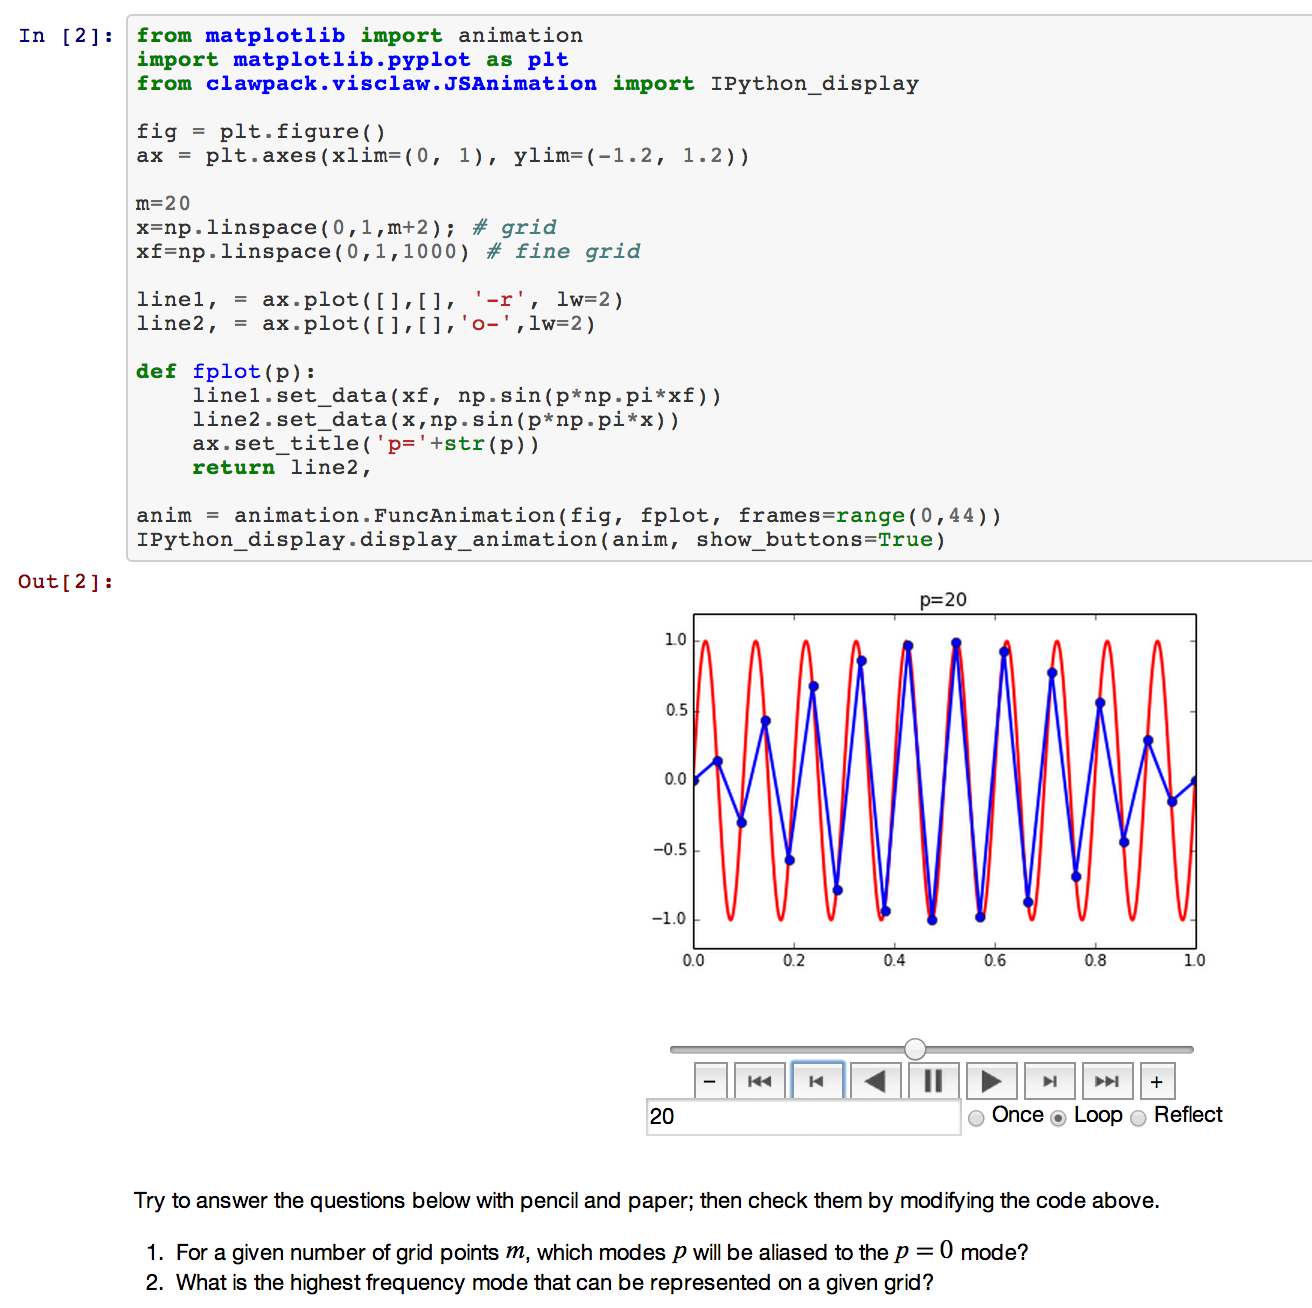 In [2]:
from matplotlib import animation
import matplotlib.pyplot as plt
from clawpack.visclaw.JSAnimation import IPython_display
fig = plt.figure()
ax = plt.axes(xlim=(0, 1), ylim=(-1.2, 1.2))
m=20
x=np.linspace(0,1,m+2); # grid
xf=np.linspace(0,1,1000) # fine grid
line1, = ax.plot([],[], '-r', lw=2)
line2, = ax.plot([],[],'o-',lw=2)
def fplot(p):
    line1.set_data(xf, np.sin(p*np.pi*xf))
    line2.set_data(x,np.sin(p*np.pi*x))
    ax.set_title('p='+str(p))
    return line2,
anim = animation.FuncAnimation(fig, fplot, frames=range(0,44))
IPython_display.display_animation(anim, show_buttons=True)
Out[2]:
p=20
1.0
0.5
0.0
−0.5
−1.0
0.0 0.2 0.4 0.6 0.8 1.0
− +
20 Once Loop Reflect
Try to answer the questions below with pencil and paper; then check them by modifying the code above.
1. For a given number of grid points m, which modes p will be aliased to the p = 0 mode?
2. What is the highest frequency mode that can be represented on a given grid?